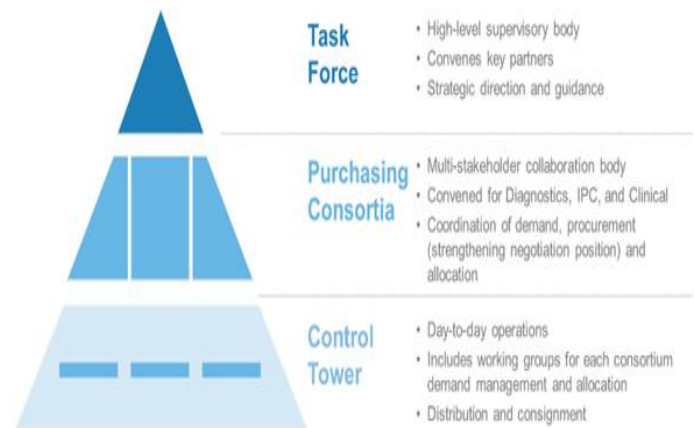 Task
Force
• High-level supervisory body
• Convenes key partners
• Strategic direction and guidance
Purchasing
Consortia
• Multi-stakeholder collaboration body
• Convened for Diagnostics, IPC, and Clinical
• Coordination of demand, procurement
(strengthening negotiation position) and
allocation
Control
Tower
• Day-to-day operations
• Includes working groups for each consortium
demand management and allocation
• Distribution and consignment